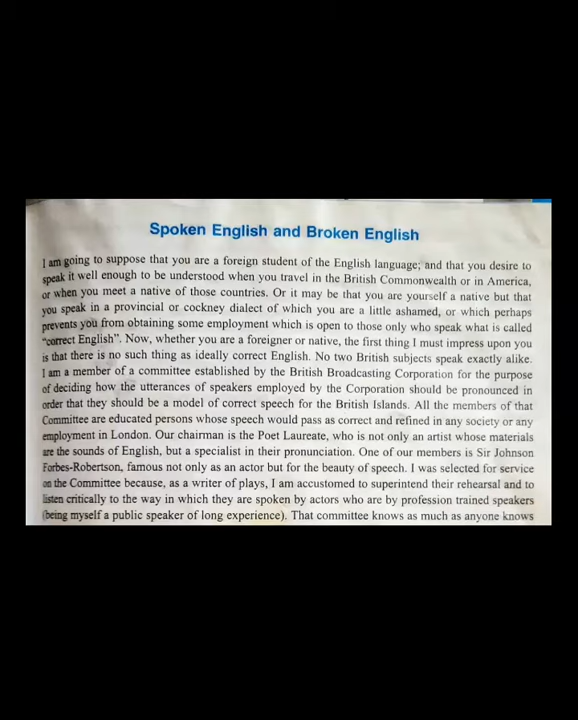 Spoken English and Broken English
I am going to suppose that you are a foreign student of the English language; and that you desire to
speak it well enough to be understood when you travel in the British Commonwealth or in America,
or when you meet a native of those countries. Or it may be that you are yourself a native but that
you speak in a provincial or cockney dialect of which you are a little ashamed, or which perhaps
prevents you from obtaining some employment which is open to those only who speak what is called
“correct English”. Now, whether you are a foreigner or native, the first thing I must impress upon you
is that there is no such thing as ideally correct English. No two British subjects speak exactly alike.
I am a member of a committee established by the British Broadcasting Corporation for the purpose
of deciding how the utterances of speakers employed by the Corporation should be pronounced in
order that they should be a model of correct speech for the British Islands. All the members of that
Committee are educated persons whose speech would pass as correct and refined in any society or any
employment in London. Our chairman is the Poet Laureate, who is not only an artist whose materials
are the sounds of English, but a specialist in their pronunciation. One of our members is Sir Johnson
Forbes-Robertson, famous not only as an actor but for the beauty of speech. I was selected for service
on the Committee because, as a writer of plays, I am accustomed to superintend their rehearsal and to
listen critically to the way in which they are spoken by actors who are by profession trained speakers
(being myself a public speaker of long experience). That committee knows as much as anyone knows